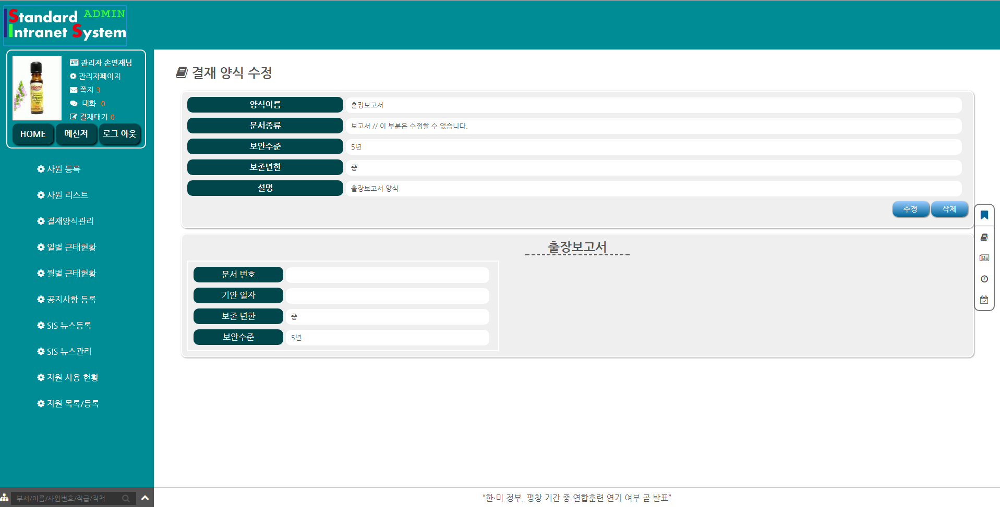 Standard ADMIN
Intranet System
관리자 손연재님
관리자페이지
쪽지 3
대화 0
결재대기 0
HOME 메신저 로그 아웃
사원 등록
사원 리스트
결재양식관리
일별 근태현황
월별 근태현황
공지사항 등록
SIS 뉴스등록
SIS 뉴스관리
자원 사용 현황
자원 목록/등록
부서/이름/사원번호/직급/직책
결재 양식 수정
양식이름 출장보고서
문서종류 보고서 // 이 부분은 수정할 수 없습니다.
보안수준 5년
보존년한 중
설명 출장보고서 양식
수정 삭제
출장보고서
문서 번호
기안 일자
보존 년한 중
보안수준 5년
“한·미 정부, 평창 기간 중 연합훈련 연기 여부 곧 발표”